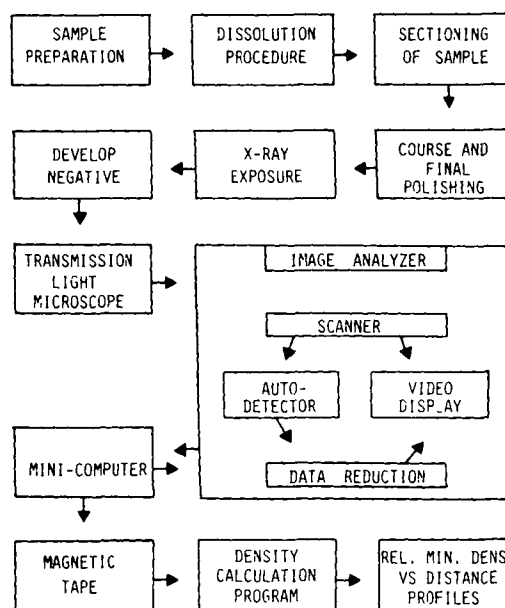 SAMPLE
PREPARATION
DISSOLUTION
PROCEDURE
SECTIONING
OF SAMPLE
DEVELOP
NEGATIVE
X-RAY
EXPOSURE
COURSE AND
FINAL
POLISHING
TRANSMISSION
LIGHT
MICROSCOPE
IMAGE ANALYZER
SCANNER
AUTO-
DETECTOR
VIDEO
DISPLAY
MINI-COMPUTER
DATA REDUCTION
MAGNETIC
TAPE
DENSITY
CALCULATION
PROGRAM
REL. MIN. DENS
VS DISTANCE
PROFILES